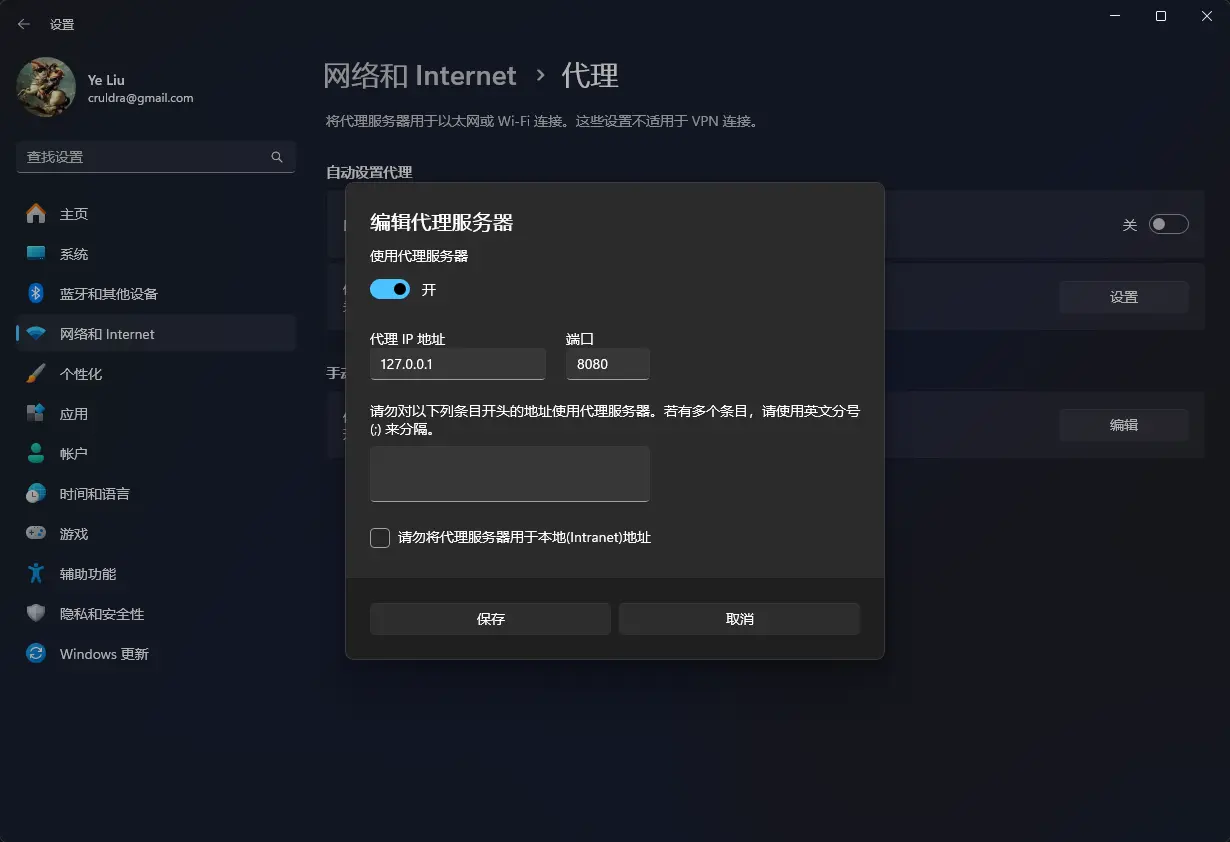 设置
Ye Liu
cruldra@gmail.com
查找设置
主页
系统
蓝牙和其他设备
网络和 Internet
个性化
应用
帐户
时间和语言
游戏
辅助功能
隐私和安全性
Windows 更新
网络和 Internet › 代理
将代理服务器用于以太网或 Wi-Fi 连接。这些设置不适用于 VPN 连接。
自动设置代理
关
设置
手动
编辑
编辑代理服务器
使用代理服务器
开
代理 IP 地址 端口
127.0.0.1 8080
请勿对以下列条目开头的地址使用代理服务器。若有多个条目，请使用英文分号
(;) 来分隔。
请勿将代理服务器用于本地(Intranet)地址
保存 取消